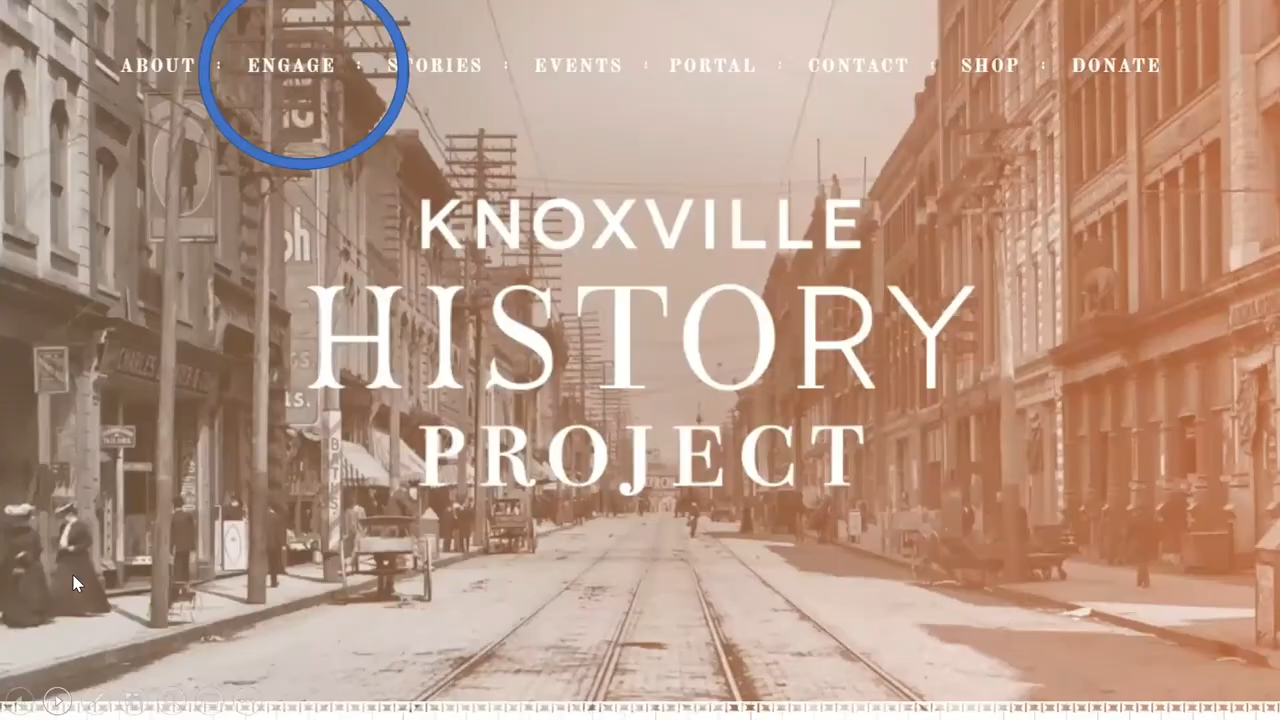 ABOUT : ENGAGE : STORIES : EVENTS : PORTAL : CONTACT : SHOP : DONATE
KNOXVILLE
HISTORY
PROJECT